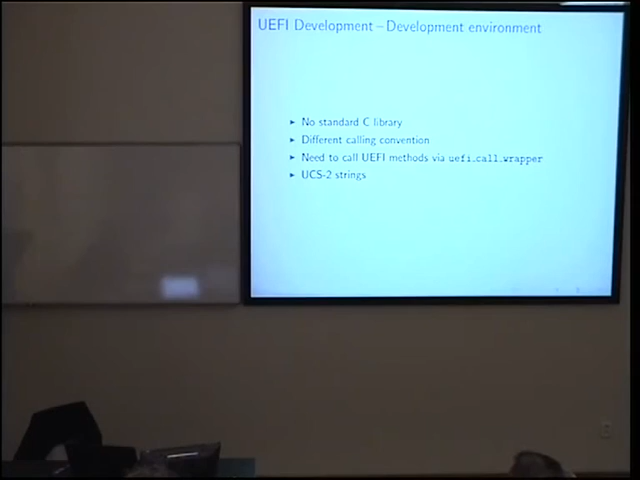 UEFI Development – Development environment
► No standard C library
► Different calling convention
► Need to call UEFI methods via uefi_call_wrapper
► UCS-2 strings